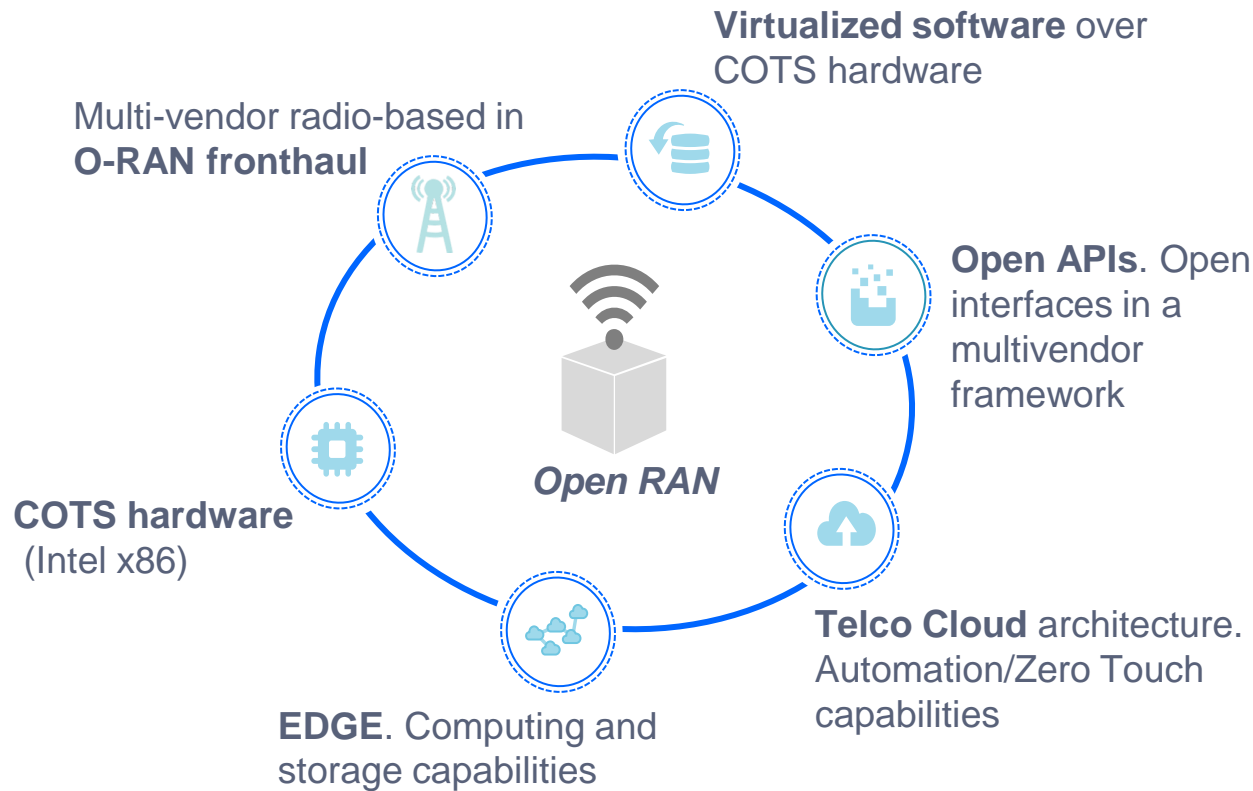 Virtualized software over
COTS hardware
Multi-vendor radio-based in
O-RAN fronthaul
Open APIs. Open
interfaces in a
multivendor
framework
Open RAN
COTS hardware
(Intel x86)
Telco Cloud architecture.
Automation/Zero Touch
capabilities
EDGE. Computing and
storage capabilities